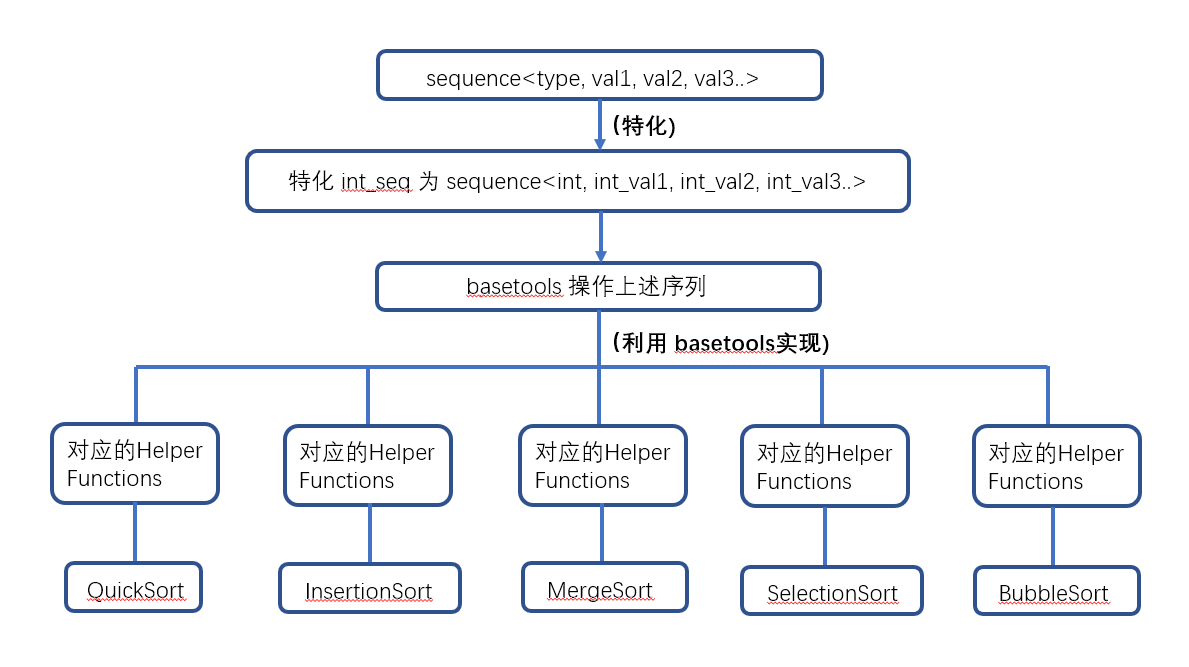 sequence<type, val1, val2, val3..>
(特化)
特化 int_seq 为 sequence<int, int_val1, int_val2, int_val3..>
basetools 操作上述序列
(利用 basetools实现)
对应的Helper
Functions
对应的Helper
Functions
对应的Helper
Functions
对应的Helper
Functions
对应的Helper
Functions
QuickSort
InsertionSort
MergeSort
SelectionSort
BubbleSort